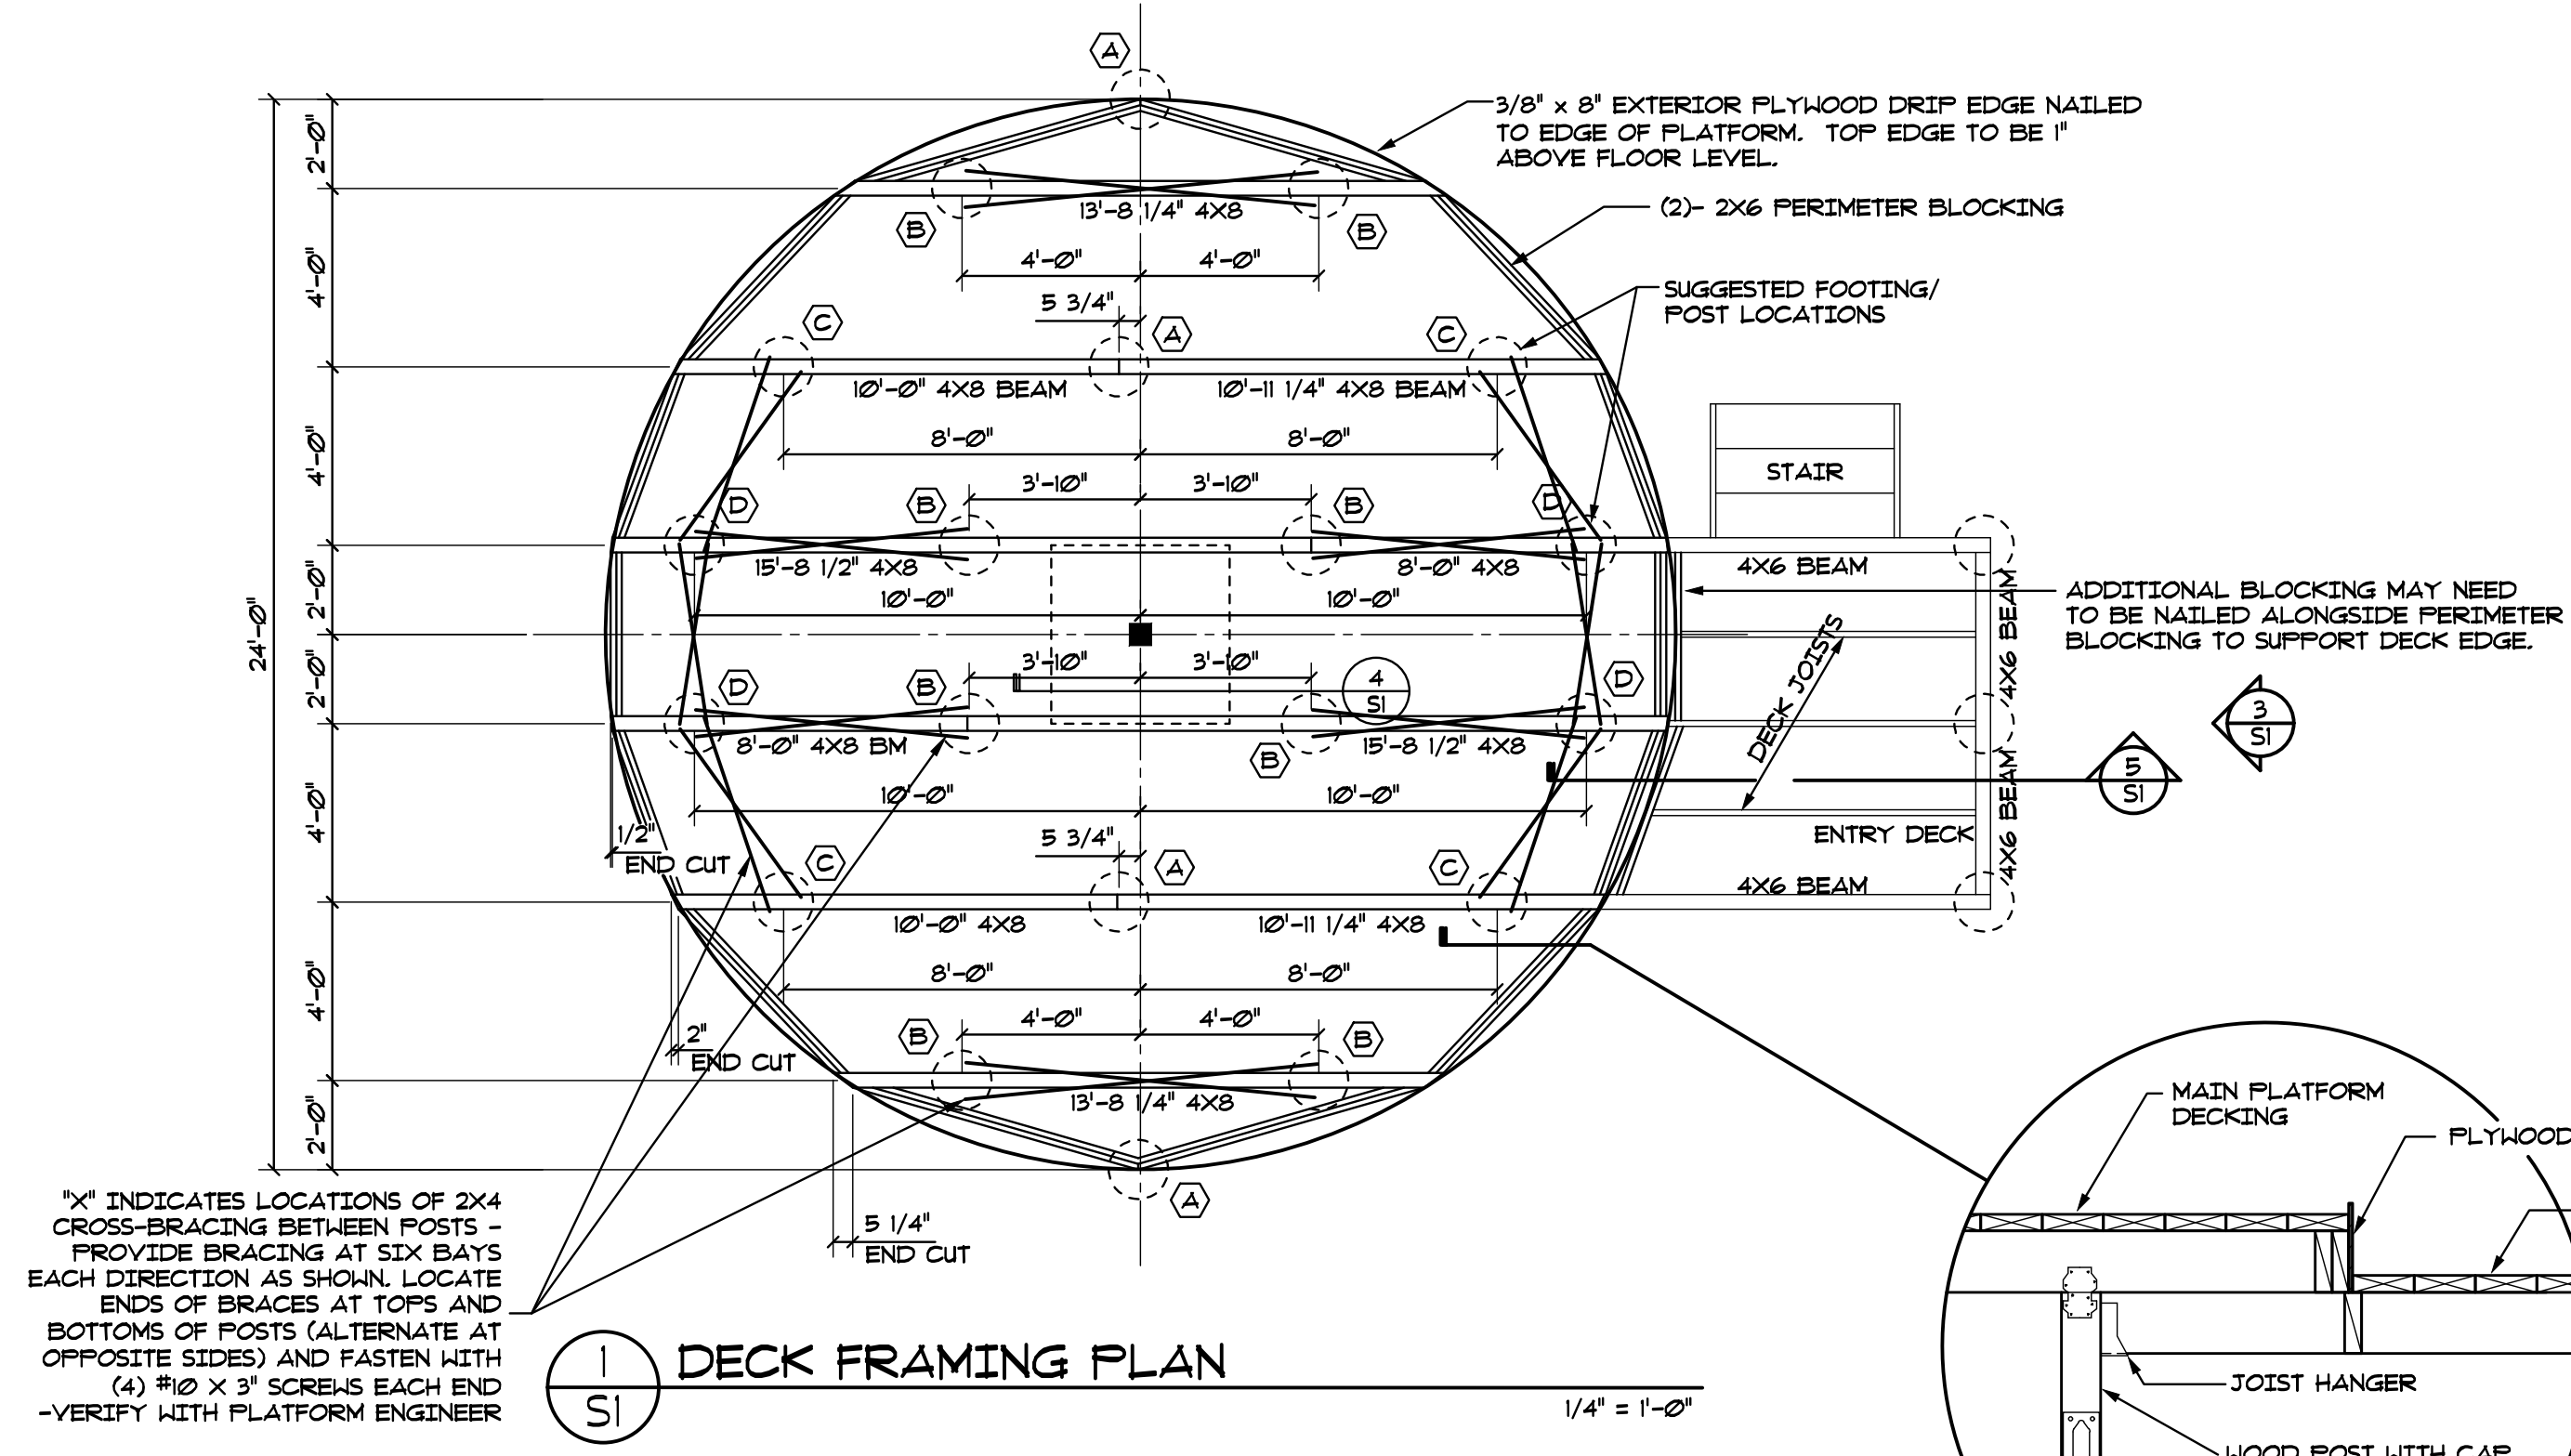 A
3/8" x 8" EXTERIOR PLYWOOD DRIP EDGE NAILED
TO EDGE OF PLATFORM. TOP EDGE TO BE 1"
ABOVE FLOOR LEVEL.
2'-0"
13'-8 1/4" 4X8
(2)- 2X6 PERIMETER BLOCKING
B
B
4'-0"
4'-0"
4'-0"
5 3/4"
SUGGESTED FOOTING/
POST LOCATIONS
C
A
C
10'-0" 4X8 BEAM
10'-11 1/4" 4X8 BEAM
4'-0"
8'-0"
8'-0"
STAIR
3'-10"
3'-10"
D
B
B
D
15'-8 1/2" 4X8
8'-0" 4X8
4X6 BEAM
2'-0"
10'-0"
10'-0"
4X6 BEAM
ADDITIONAL BLOCKING MAY NEED
TO BE NAILED ALONGSIDE PERIMETER
BLOCKING TO SUPPORT DECK EDGE.
24'-0"
2'-0"
3'-10"
3'-10"
4
S1
D
B
D
DECK JOISTS
3
S1
8'-0" 4X8 BM
B
15'-8 1/2" 4X8
5
S1
4'-0"
10'-0"
10'-0"
4X6 BEAM
1/2"
END CUT
5 3/4"
ENTRY DECK
C
A
C
4X6 BEAM
10'-0" 4X8
10'-11 1/4" 4X8
4'-0"
8'-0"
8'-0"
4'-0"
4'-0"
2"
END CUT
B
B
2'-0"
13'-8 1/4" 4X8
MAIN PLATFORM
DECKING
PLYWOOD
A
5 1/4"
END CUT
"X" INDICATES LOCATIONS OF 2X4
CROSS-BRACING BETWEEN POSTS -
PROVIDE BRACING AT SIX BAYS
EACH DIRECTION AS SHOWN. LOCATE
ENDS OF BRACES AT TOPS AND
BOTTOMS OF POSTS (ALTERNATE AT
OPPOSITE SIDES) AND FASTEN WITH
(4) #10 X 3" SCREWS EACH END
-VERIFY WITH PLATFORM ENGINEER
1
S1
DECK FRAMING PLAN
1/4" = 1'-0"
JOIST HANGER
WOOD POST WITH CAP